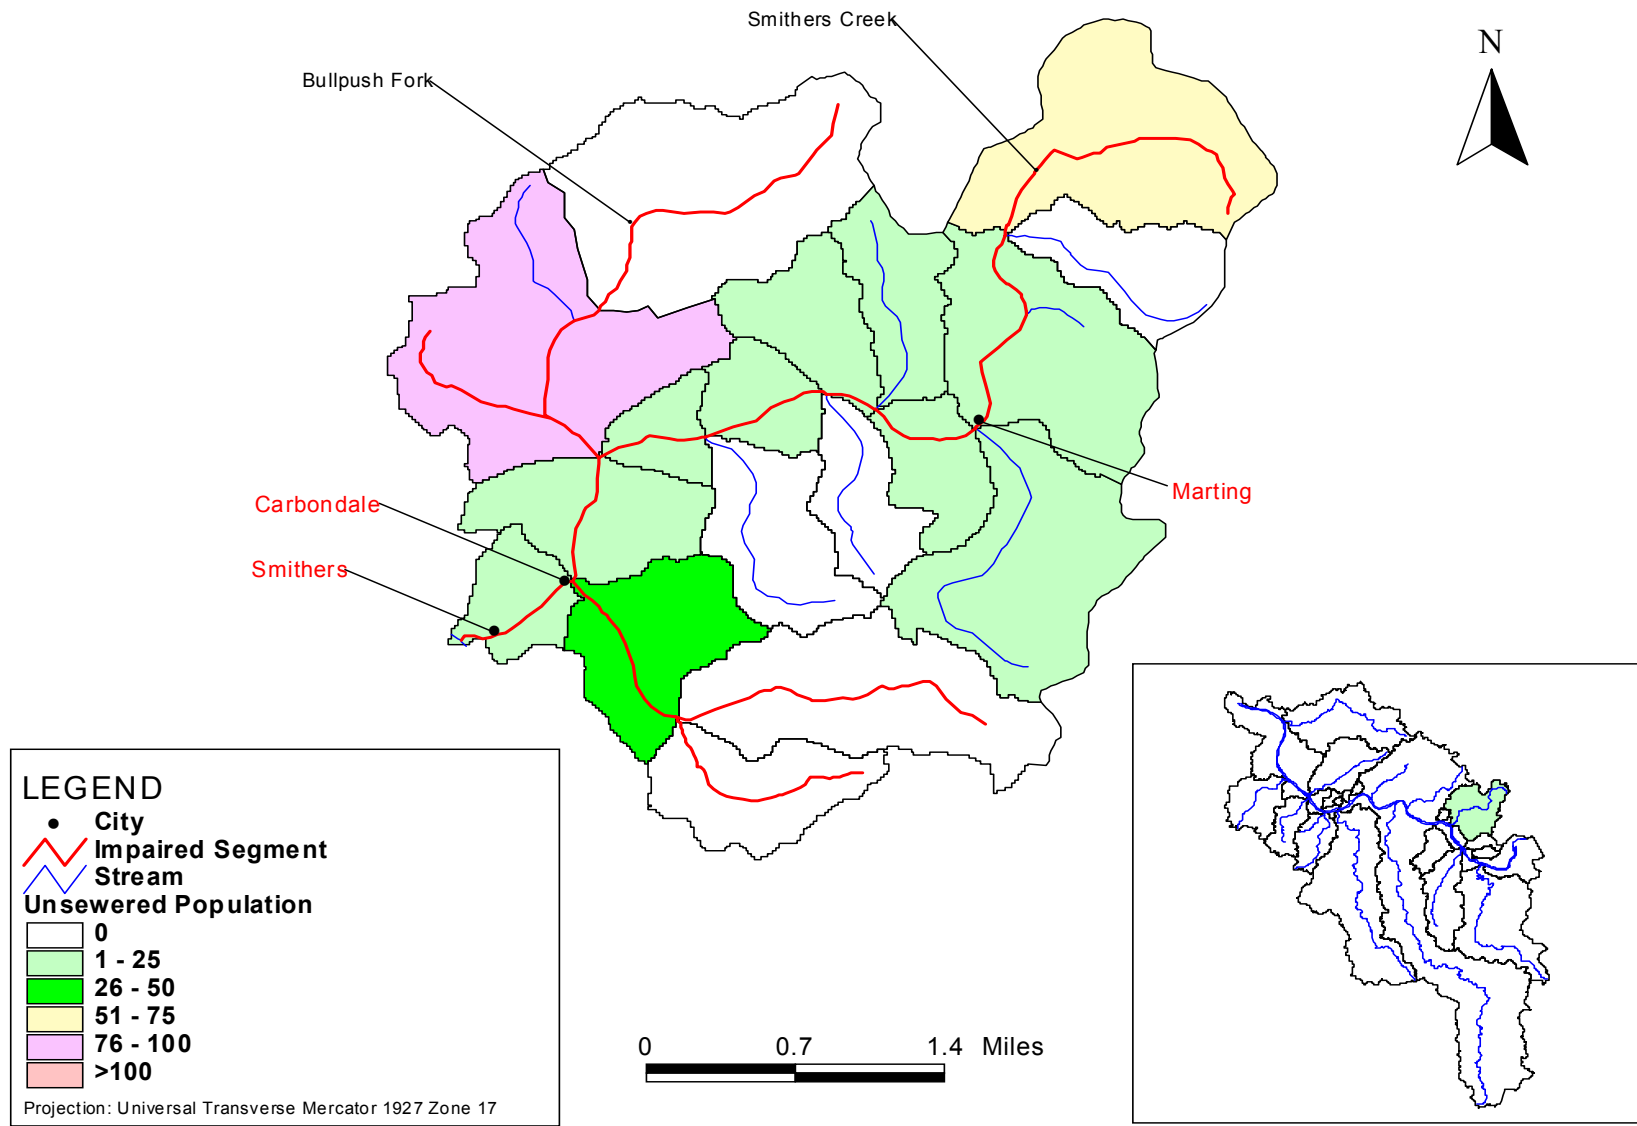 Smithers Creek
N
Bullpush Fork
Carbondale
Marting
Smithers
LEGEND
City
Impaired Segment
Stream
Unsewered Population
0
1 - 25
26 - 50
51 - 75
76 - 100
>100
Projection: Universal Transverse Mercator 1927 Zone 17
0 0.7 1.4 Miles